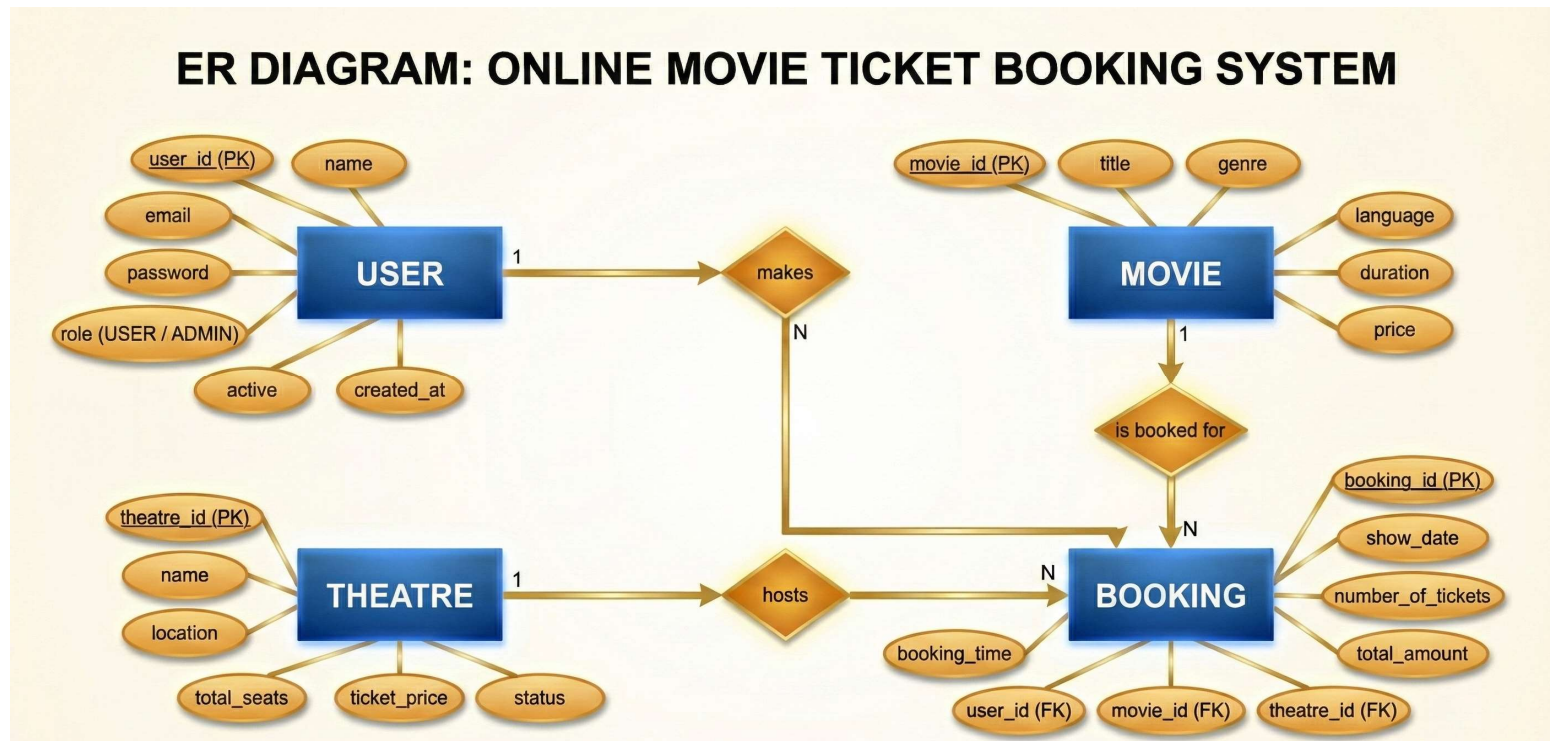 ER DIAGRAM: ONLINE MOVIE TICKET BOOKING SYSTEM
user_id (PK)
name
email
password
role (USER / ADMIN)
active
created_at
USER
1
makes
N
movie_id (PK)
title
genre
language
duration
price
MOVIE
1
is booked for
N
theatre_id (PK)
name
location
total_seats
ticket_price
status
THEATRE
1
hosts
N
BOOKING
booking_id (PK)
show_date
number_of_tickets
total_amount
booking_time
user_id (FK)
movie_id (FK)
theatre_id (FK)